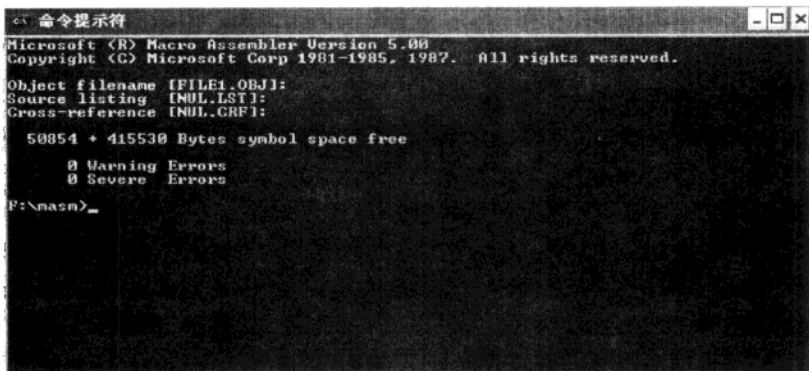 命令提示符
Microsoft (R) Macro Assembler Version 5.00
Copyright (C) Microsoft Corp 1981-1985, 1987.  All rights reserved.
Object filename [FILE1.OBJ]:
Source listing  [NUL.LST]:
Cross-reference [NUL.CRF]:
50854 + 415530 Bytes symbol space free
0 Warning Errors
0 Severe  Errors
F:\masm>_